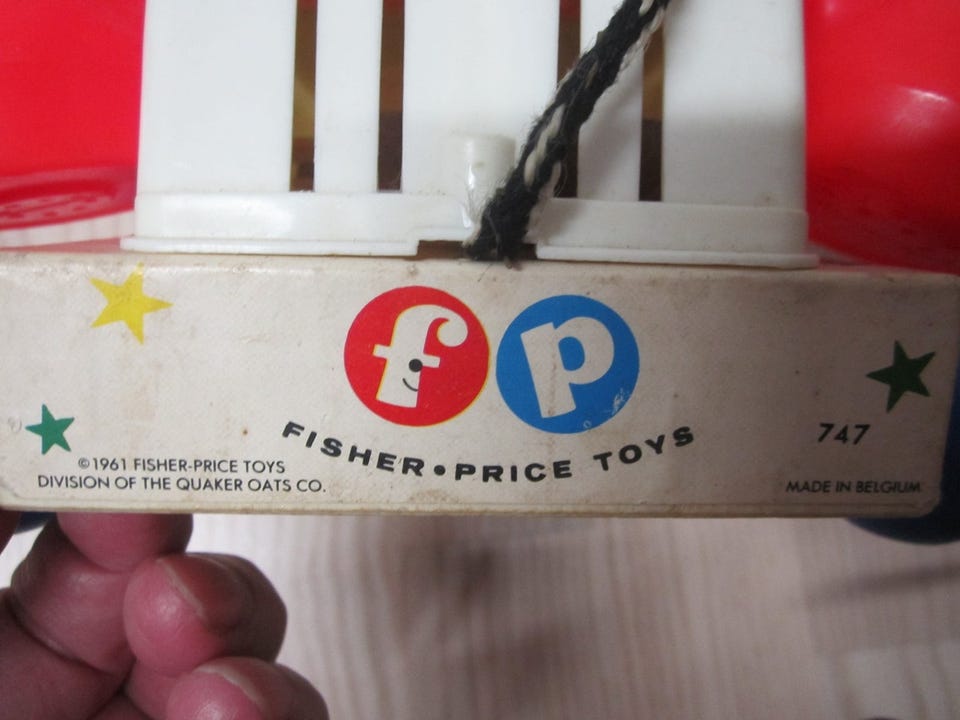 fp
FISHER•PRICE TOYS
747
©1961 FISHER-PRICE TOYS
DIVISION OF THE QUAKER OATS CO.
MADE IN BELGIUM